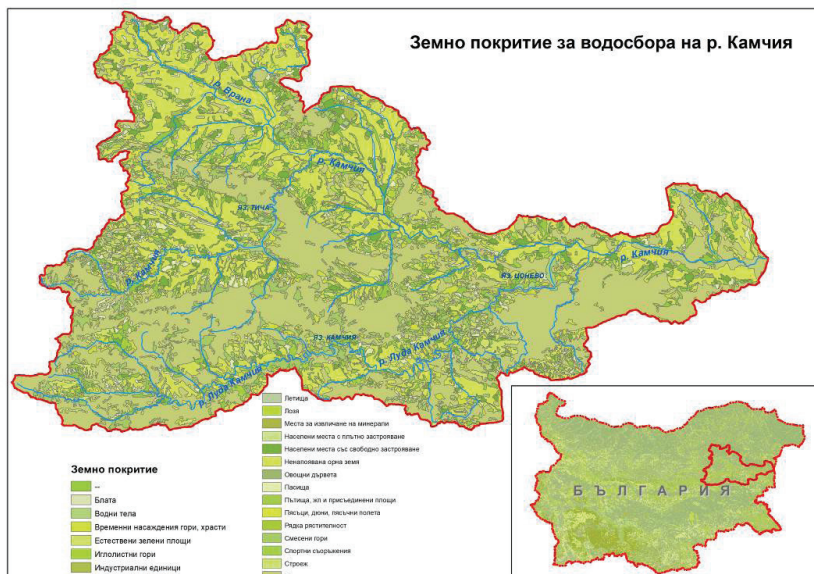 Земно покритие за водосбора на р. Камчия
р. Врана
р. Камчия
ЯЗ. ТИЧА
р. Камчия
ЯЗ. ЦОНЕВО
р. Камчия
ЯЗ. КАМЧИЯ
р. Луда Камчия
р. Луда Камчия
Земно покритие
--
Блата
Водни тела
Временни насаждения гори, храсти
Естествени зелени площи
Иглолистни гори
Индустриални единици
Летища
Лозя
Места за извличане на минерали
Населени места с плътно застрояване
Населени места със свободно застрояване
Ненапоявана орна земя
Овощни дървета
Пасища
Пътища, жп и присъединени площи
Пясъци, дюни, пясъчни полета
Рядка растителност
Смесени гори
Спортни съоръжения
Строеж
БЪЛГАРИЯ